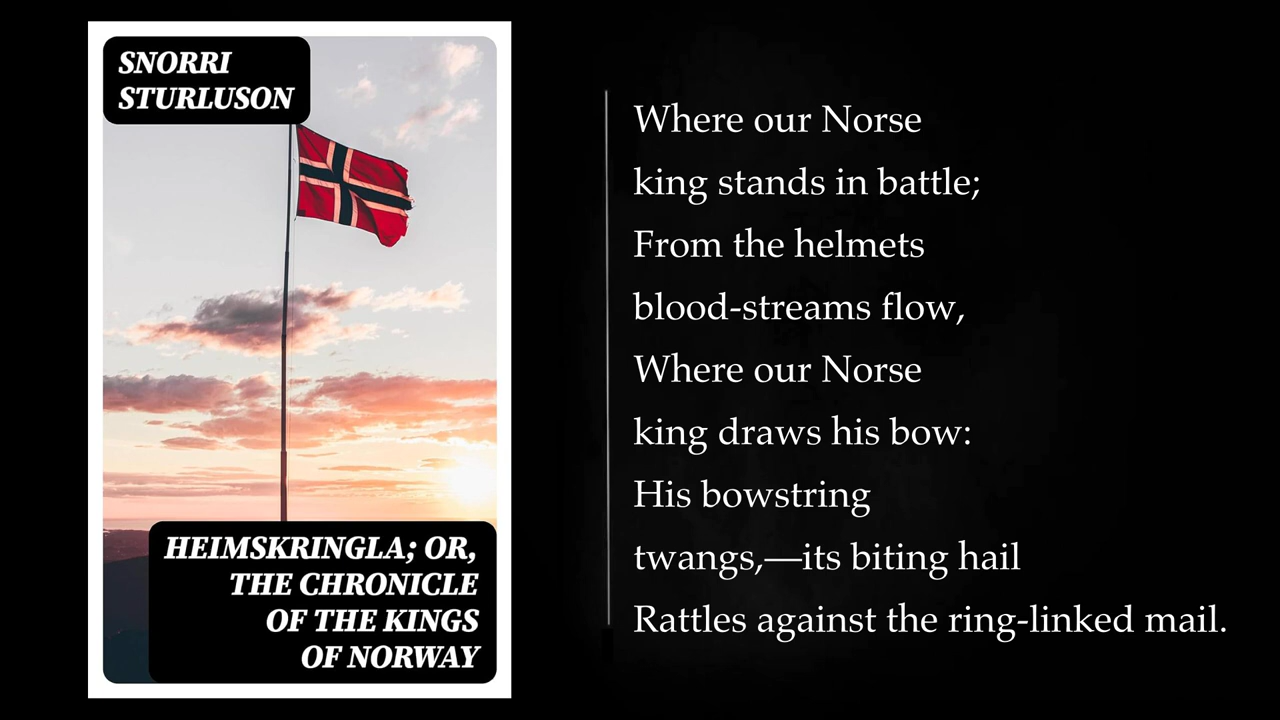 SNORRI
STURLUSON
HEIMSKRINGLA; OR,
THE CHRONICLE
OF THE KINGS
OF NORWAY
Where our Norse
king stands in battle;
From the helmets
blood-streams flow,
Where our Norse
king draws his bow:
His bowstring
twangs,—its biting hail
Rattles against the ring-linked mail.